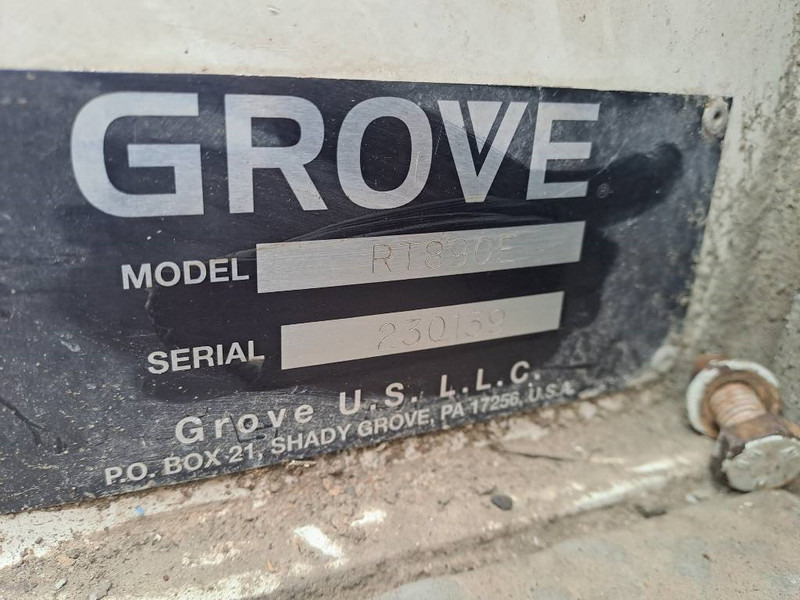 GROVE
MODEL RT890E
SERIAL 230139
Grove U.S. L.L.C.
P.O. BOX 21, SHADY GROVE, PA 17256, U.S.A.